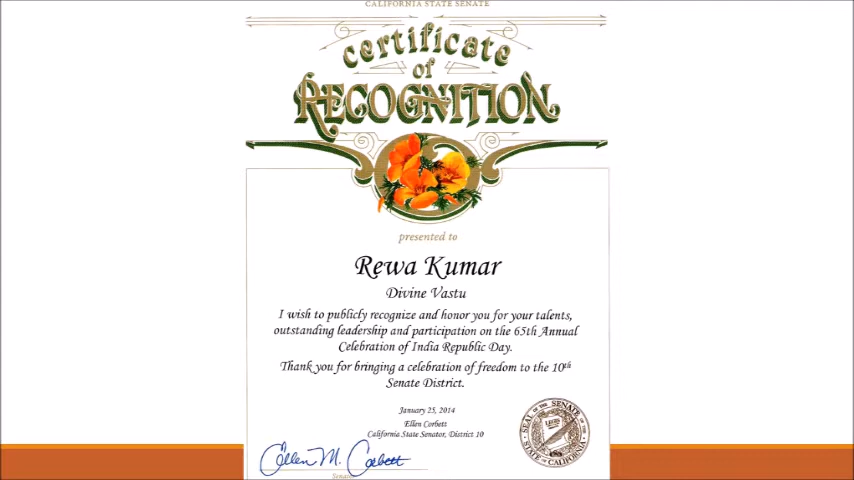 CALIFORNIA STATE SENATE
certificate
of
RECOGNITION
presented to
Rewa Kumar
Divine Vastu
I wish to publicly recognize and honor you for your talents,
outstanding leadership and participation on the 65th Annual
Celebration of India Republic Day.
Thank you for bringing a celebration of freedom to the 10th
Senate District.
January 25, 2014
Ellen Corbett
California State Senator, District 10
SEAL OF THE SENATE
STATE OF CALIFORNIA
Ellen M. Corbett